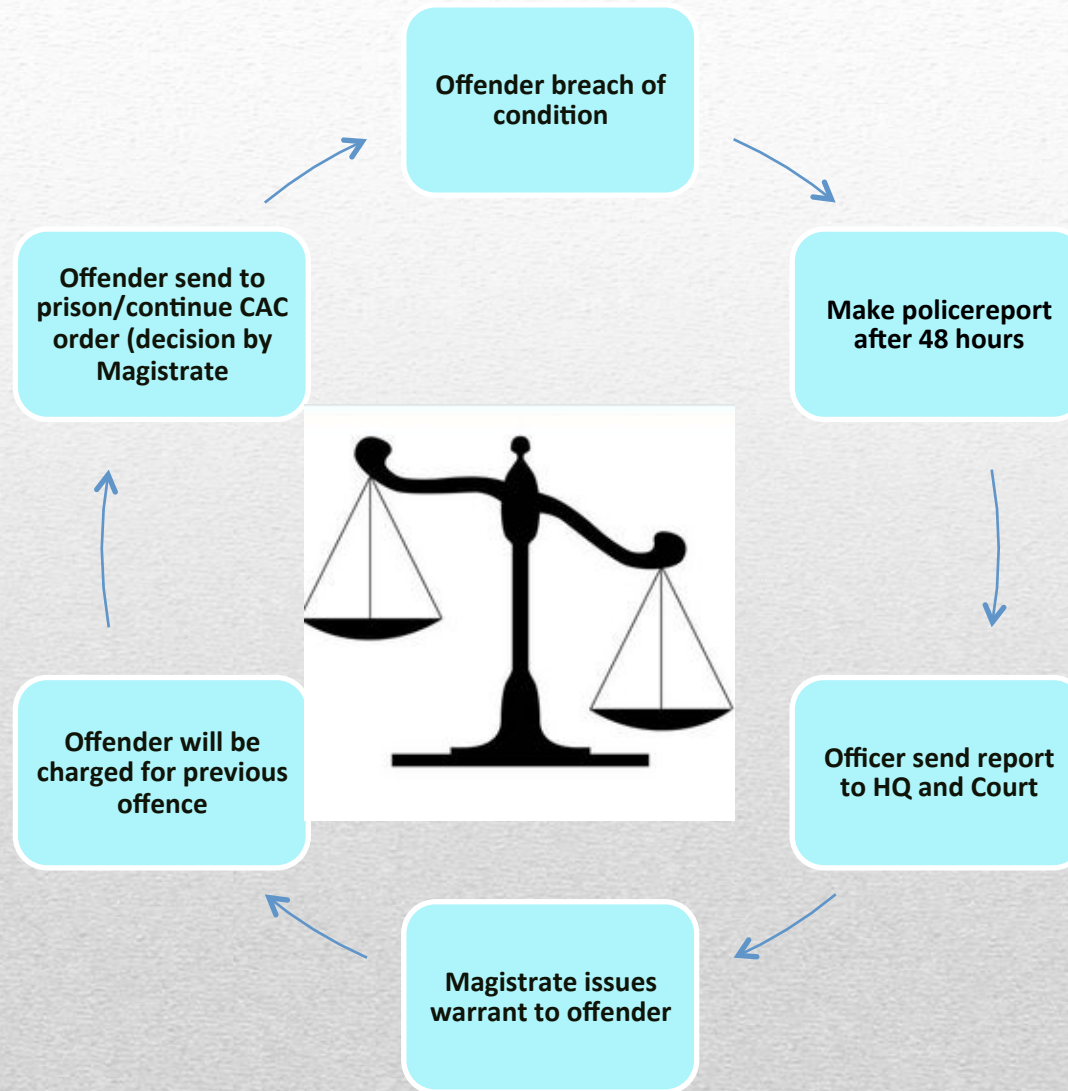 Offender breach of
condition
Make policereport
after 48 hours
Officer send report
to HQ and Court
Magistrate issues
warrant to offender
Offender will be
charged for previous
offence
Offender send to
prison/continue CAC
order (decision by
Magistrate